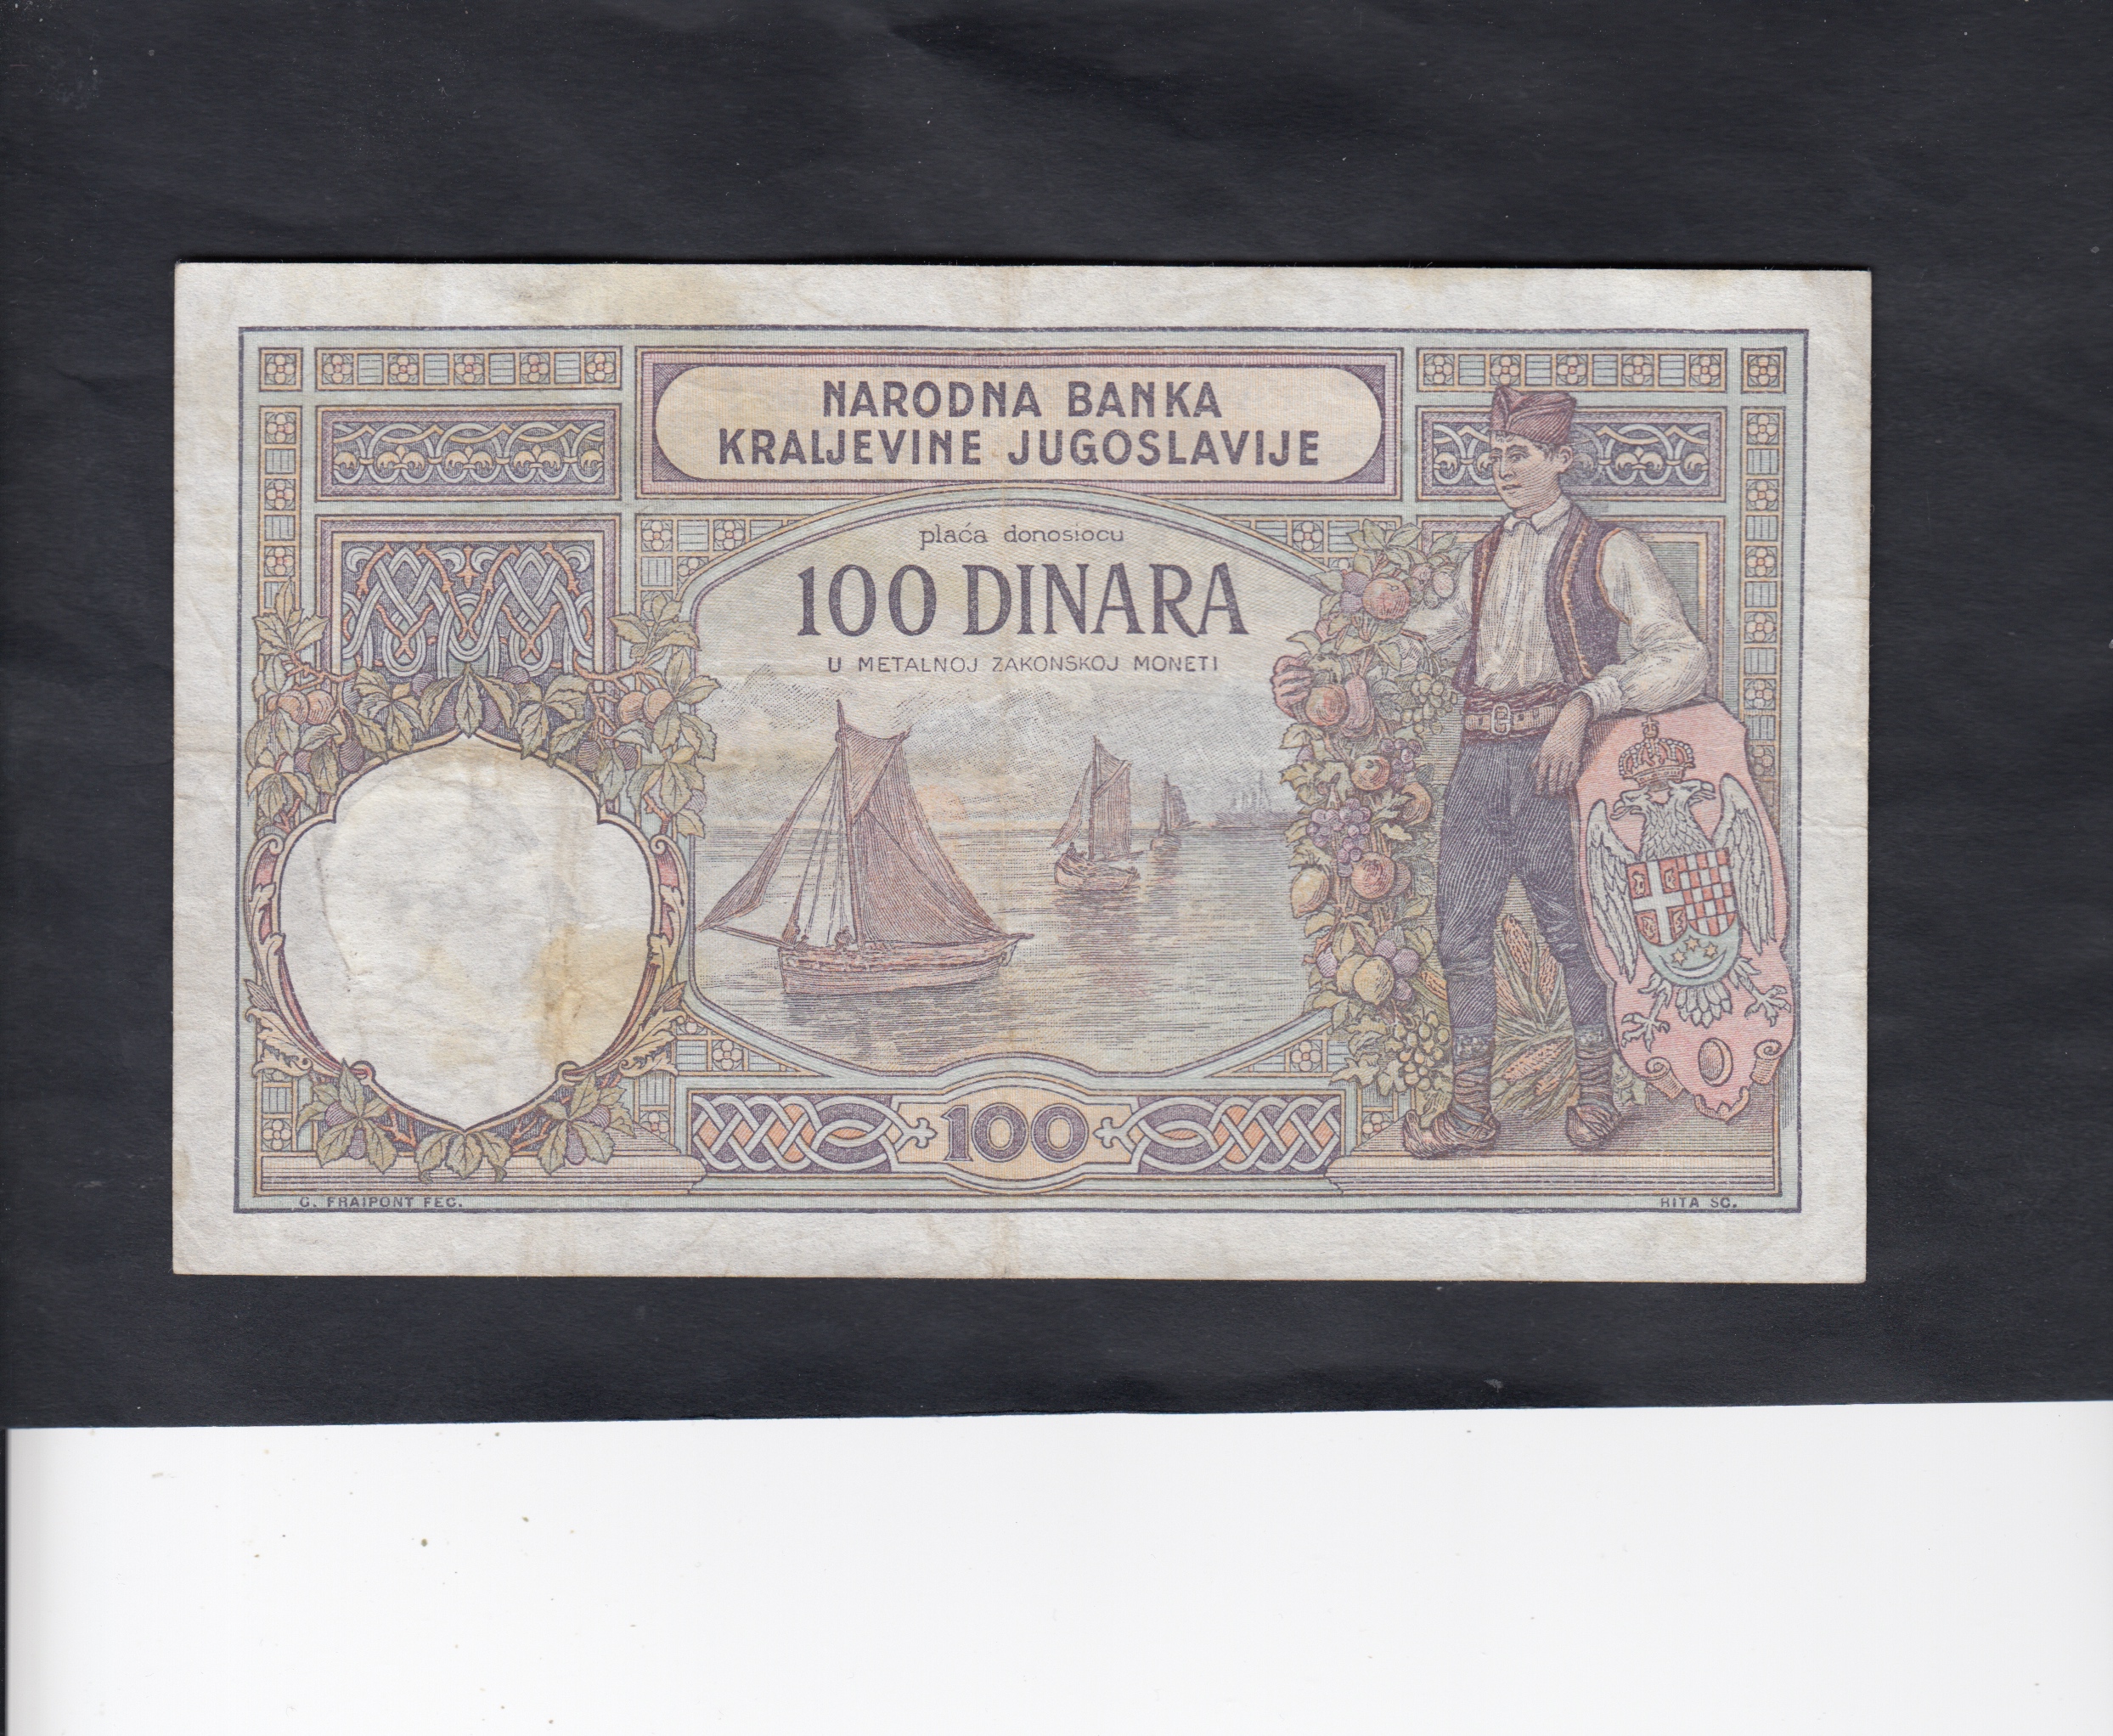 NARODNA BANKA
KRALJEVINE JUGOSLAVIJE
plaća donosiocu
100 DINARA
U METALNOJ ZAKONSKOJ MONETI
100
G. FRAIPONT FEC.
RITA SC.